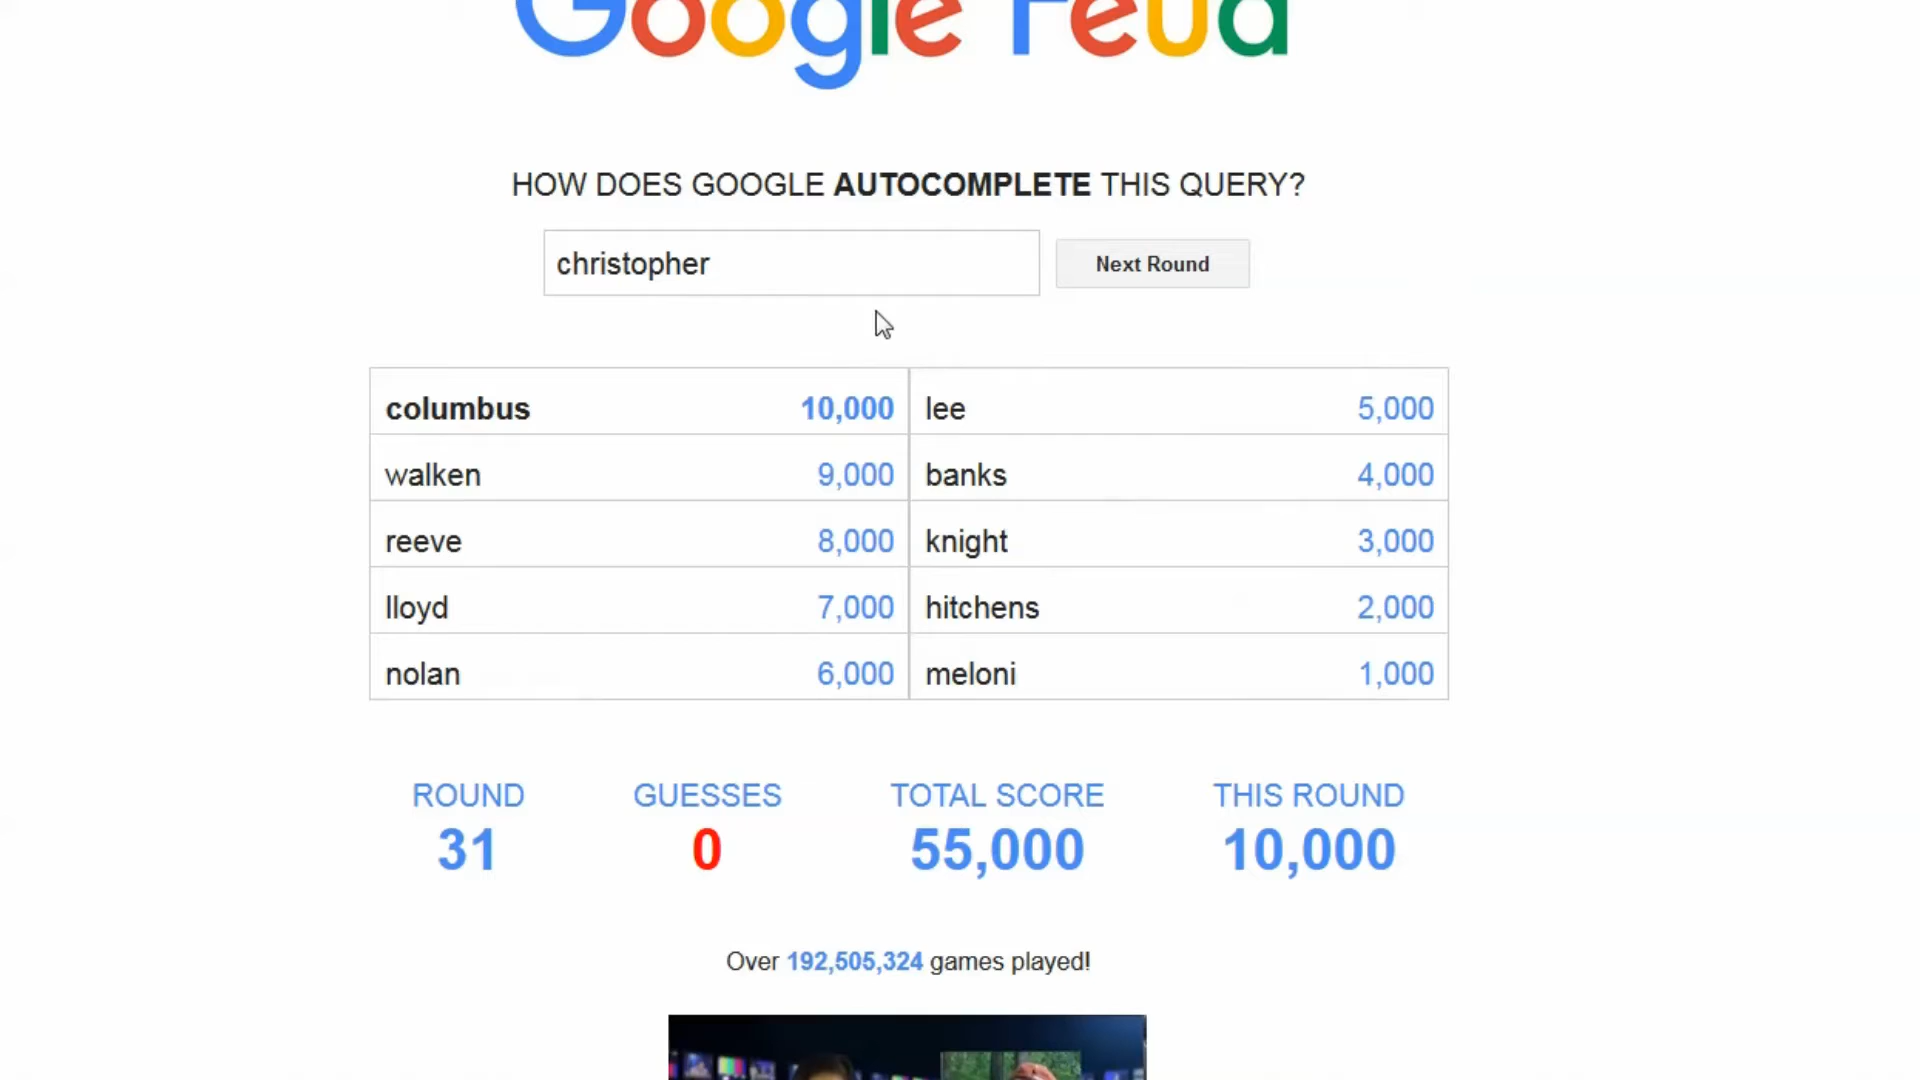 Google Feud
HOW DOES GOOGLE AUTOCOMPLETE THIS QUERY?
christopher
Next Round
columbus 10,000 lee 5,000
walken 9,000 banks 4,000
reeve 8,000 knight 3,000
lloyd 7,000 hitchens 2,000
nolan 6,000 meloni 1,000
ROUND GUESSES TOTAL SCORE THIS ROUND
31 0 55,000 10,000
Over 192,505,324 games played!